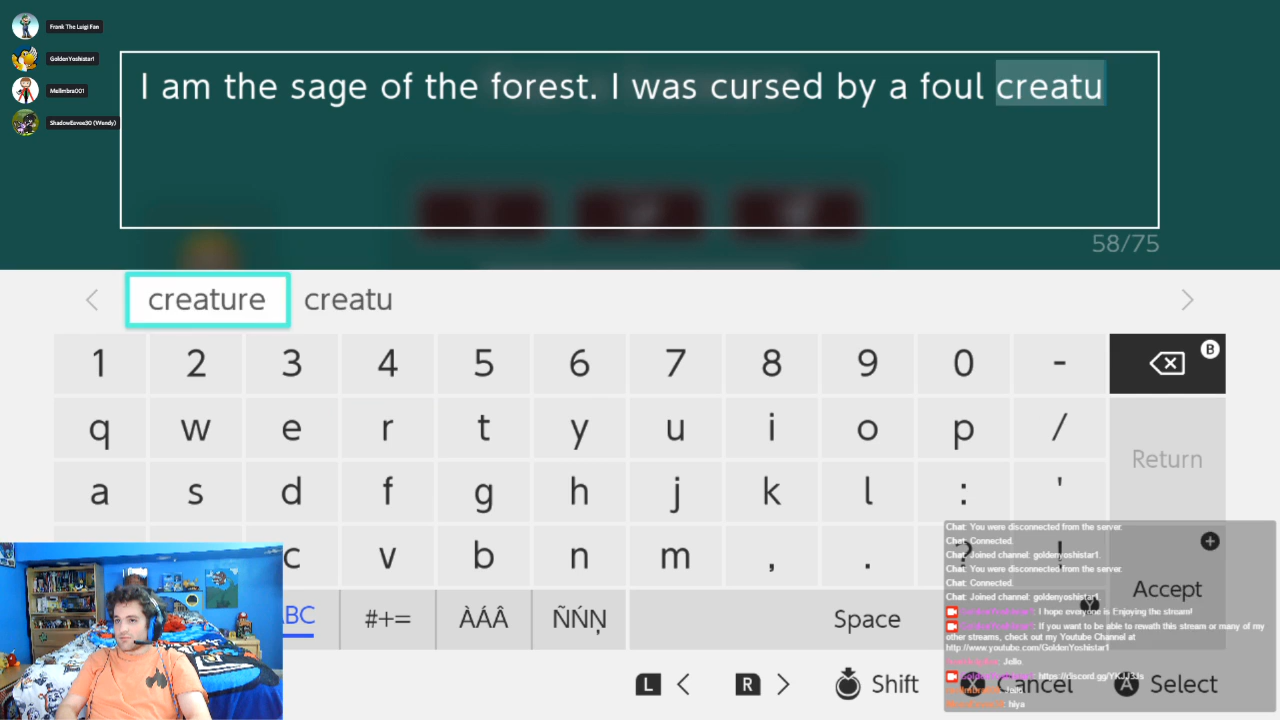 Frank The Luigi Fan
GoldenYoshistar1
Mellmbra001
ShadowEevee30 (Wendy)
I am the sage of the forest. I was cursed by a foul creatu
58/75
creature creatu
1 2 3 4 5 6 7 8 9 0 -
B
q w e r t y u i o p /
Return
a s d f g h j k l : '
c v b n m , . ? !
Accept
ABC #+= ÀÁÂ ÑŃŅ Space
L R Shift X Cancel A Select
Chat: You were disconnected from the server.
Chat: Connected.
Chat: Joined channel: goldenyoshistar1.
Chat: You were disconnected from the server.
Chat: Connected.
Chat: Joined channel: goldenyoshistar1.
: I hope everyone is Enjoying the stream!
: If you want to be able to rewath this stream or many of my
other streams, check out my Youtube Channel at
http://www.youtube.com/GoldenYoshistar1
: Jello
: Jello
: hiya